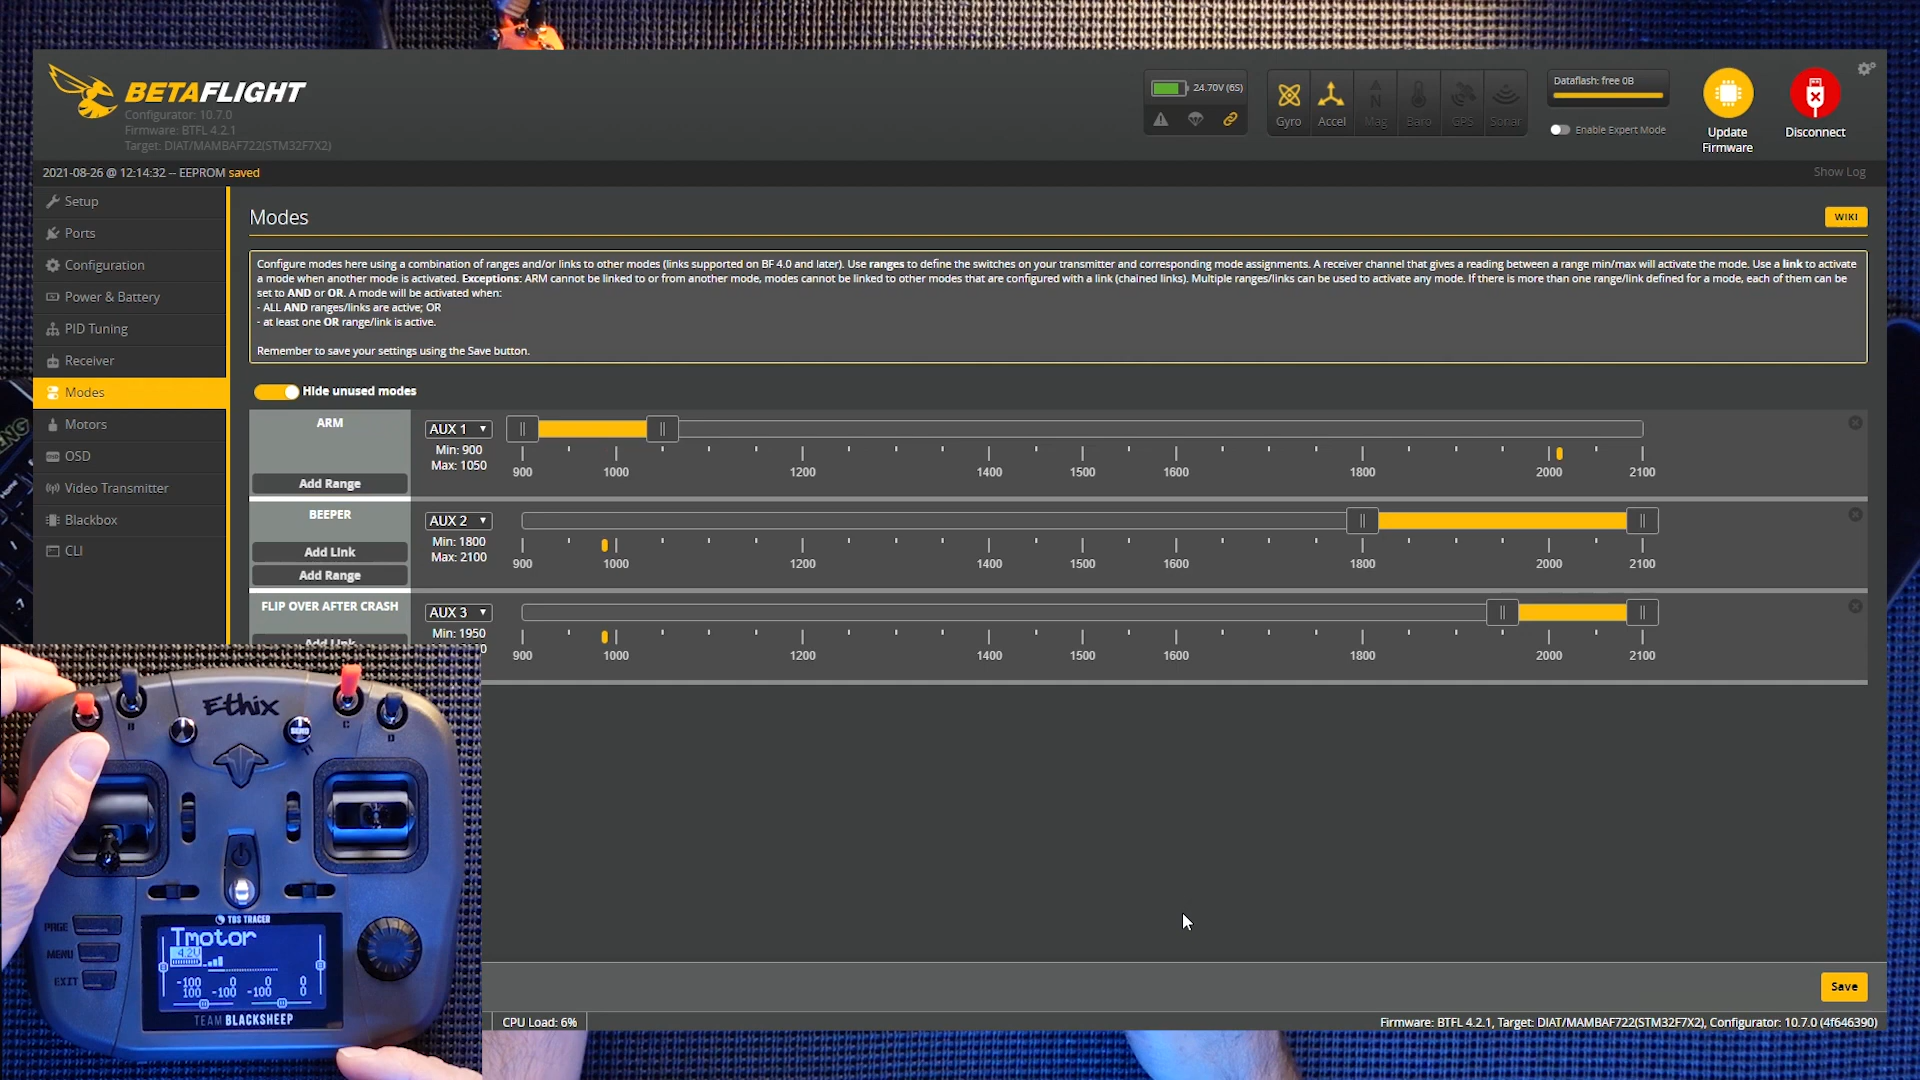 BETAFLIGHT
Configurator: 10.7.0
Firmware: BTFL 4.2.1
Target: DIAT/MAMBAF722(STM32F7X2)
24.70V (6S)
Gyro
Accel
Mag
Baro
GPS
Sonar
Dataflash: free 0B
Enable Expert Mode
Update
Firmware
Disconnect
2021-08-26 @ 12:14:32 -- EEPROM saved
Show Log
Setup
Ports
Configuration
Power & Battery
PID Tuning
Receiver
Modes
Motors
OSD
Video Transmitter
Blackbox
CLI
Modes
WIKI
Configure modes here using a combination of ranges and/or links to other modes (links supported on BF 4.0 and later). Use ranges to define the switches on your transmitter and corresponding mode assignments. A receiver channel that gives a reading between a range min/max will activate the mode. Use a link to activate
a mode when another mode is activated. Exceptions: ARM cannot be linked to or from another mode, modes cannot be linked to other modes that are configured with a link (chained links). Multiple ranges/links can be used to activate any mode. If there is more than one range/link defined for a mode, each of them can be
set to AND or OR. A mode will be activated when:
- ALL AND ranges/links are active; OR
- at least one OR range/link is active.
Remember to save your settings using the Save button.
Hide unused modes
ARM
Add Range
AUX 1
Min: 900
Max: 1050
900 1000 1200 1400 1500 1600 1800 2000 2100
BEEPER
Add Link
Add Range
AUX 2
Min: 1800
Max: 2100
900 1000 1200 1400 1500 1600 1800 2000 2100
FLIP OVER AFTER CRASH
Add Link
AUX 3
Min: 1950
900 1000 1200 1400 1500 1600 1800 2000 2100
Save
CPU Load: 6%
Firmware: BTFL 4.2.1, Target: DIAT/MAMBAF722(STM32F7X2), Configurator: 10.7.0 (4f646390)
Ethix
B
C
D
SEND
TBS TRACER
Tmotor
4.20
-100 0 0 0
100 -100 -100 0
TEAM BLACKSHEEP
PAGE
MENU
EXIT